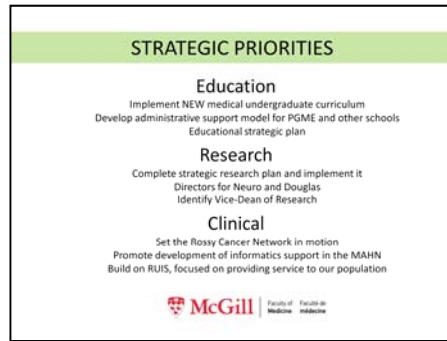 STRATEGIC PRIORITIES
Education
Implement NEW medical undergraduate curriculum
Develop administrative support model for PGME and other schools
Educational strategic plan
Research
Complete strategic research plan and implement it
Directors for Neuro and Douglas
Identify Vice-Dean of Research
Clinical
Set the Rossy Cancer Network in motion
Promote development of informatics support in the MAHN
Build on RUIS, focused on providing service to our population
McGill
Faculty of Faculté de
Medicine médecine